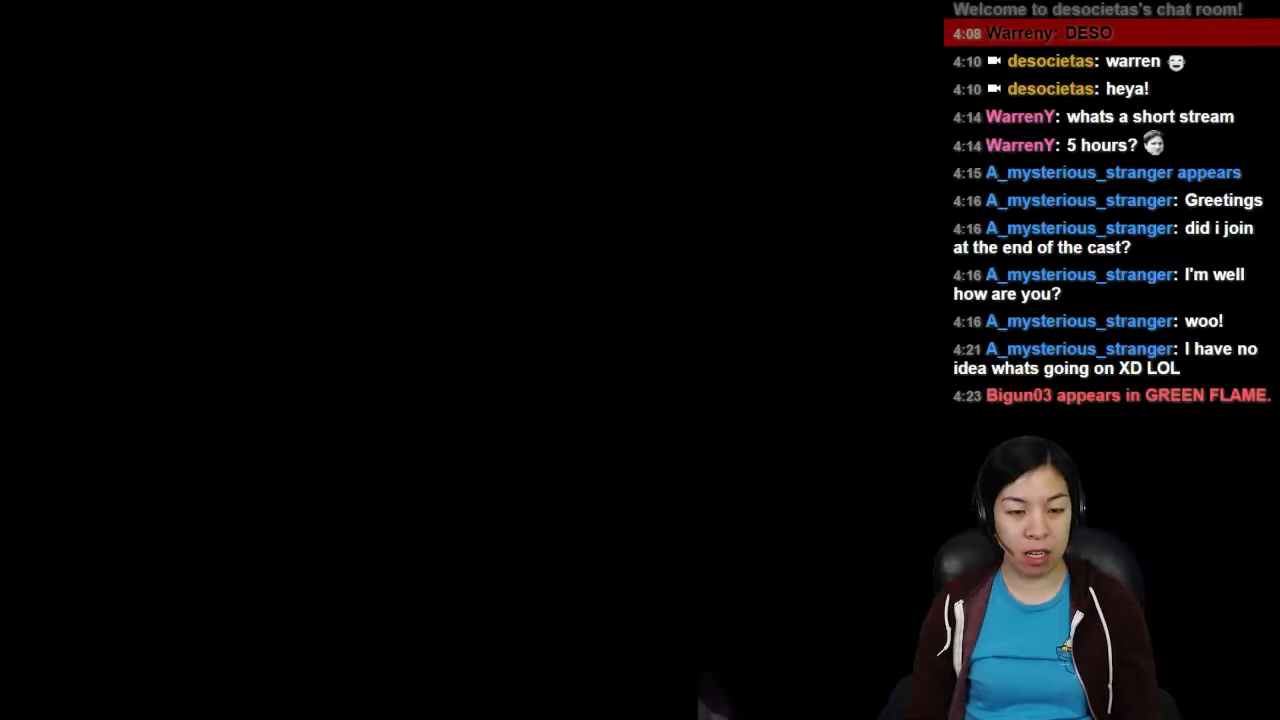 Welcome to desocietas's chat room!
4:08 Warreny: DESO
4:10 desocietas: warren
4:10 desocietas: heya!
4:14 WarrenY: whats a short stream
4:14 WarrenY: 5 hours?
4:15 A_mysterious_stranger appears
4:16 A_mysterious_stranger: Greetings
4:16 A_mysterious_stranger: did i join
at the end of the cast?
4:16 A_mysterious_stranger: I'm well
how are you?
4:16 A_mysterious_stranger: woo!
4:21 A_mysterious_stranger: I have no
idea whats going on XD LOL
4:23 Bigun03 appears in GREEN FLAME.